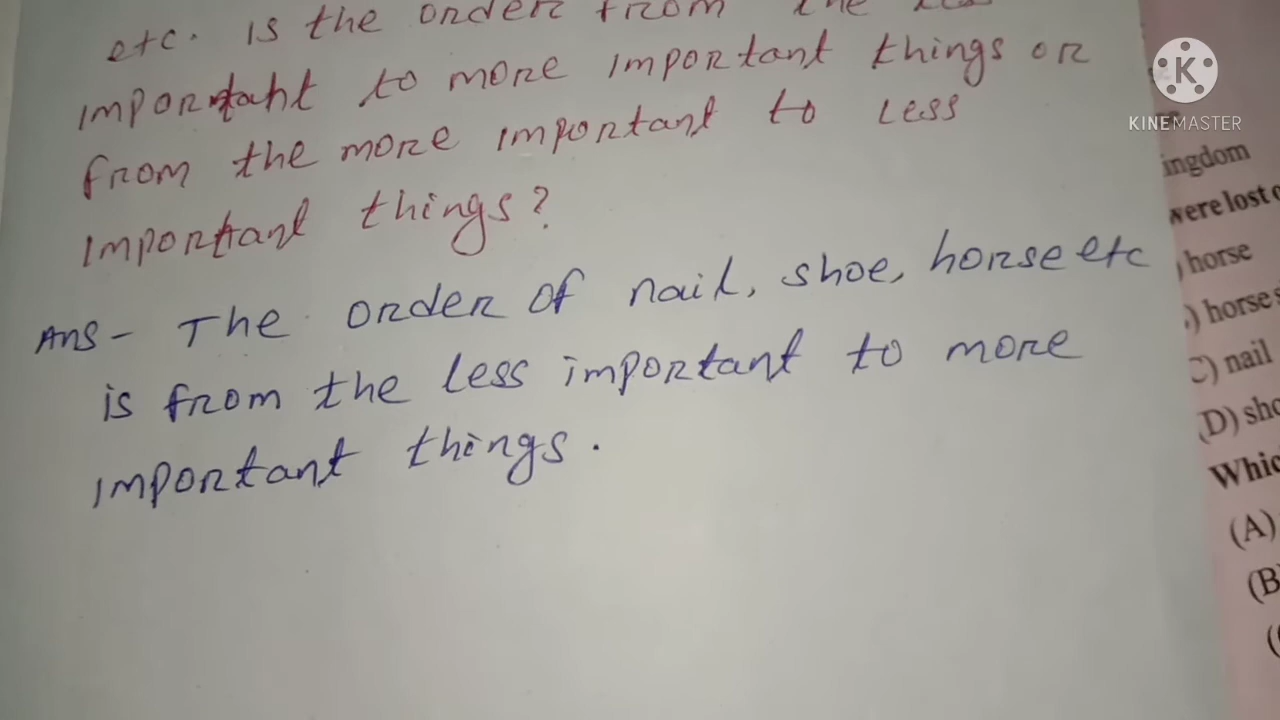 etc. is the order from the
important to more important things or
from the more important to less
important things?
Ans- The order of nail, shoe, horse etc
is from the less important to more
important things.
KINEMASTER
ingdom
were lost
horse
horse
C) nail
(D)
(A)
(B)